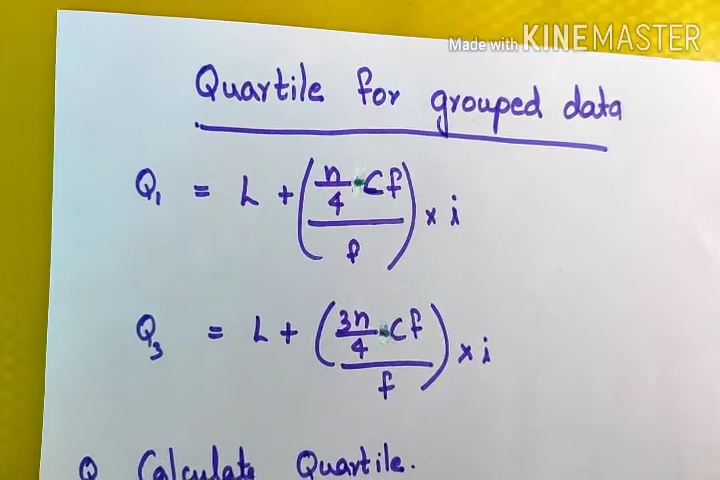 Made with KINEMASTER
Quartile for grouped data
Q₁ = L + (n/4 - Cf / f) × i
Q₃ = L + (3n/4 - Cf / f) × i
Q Calculate Quartile.